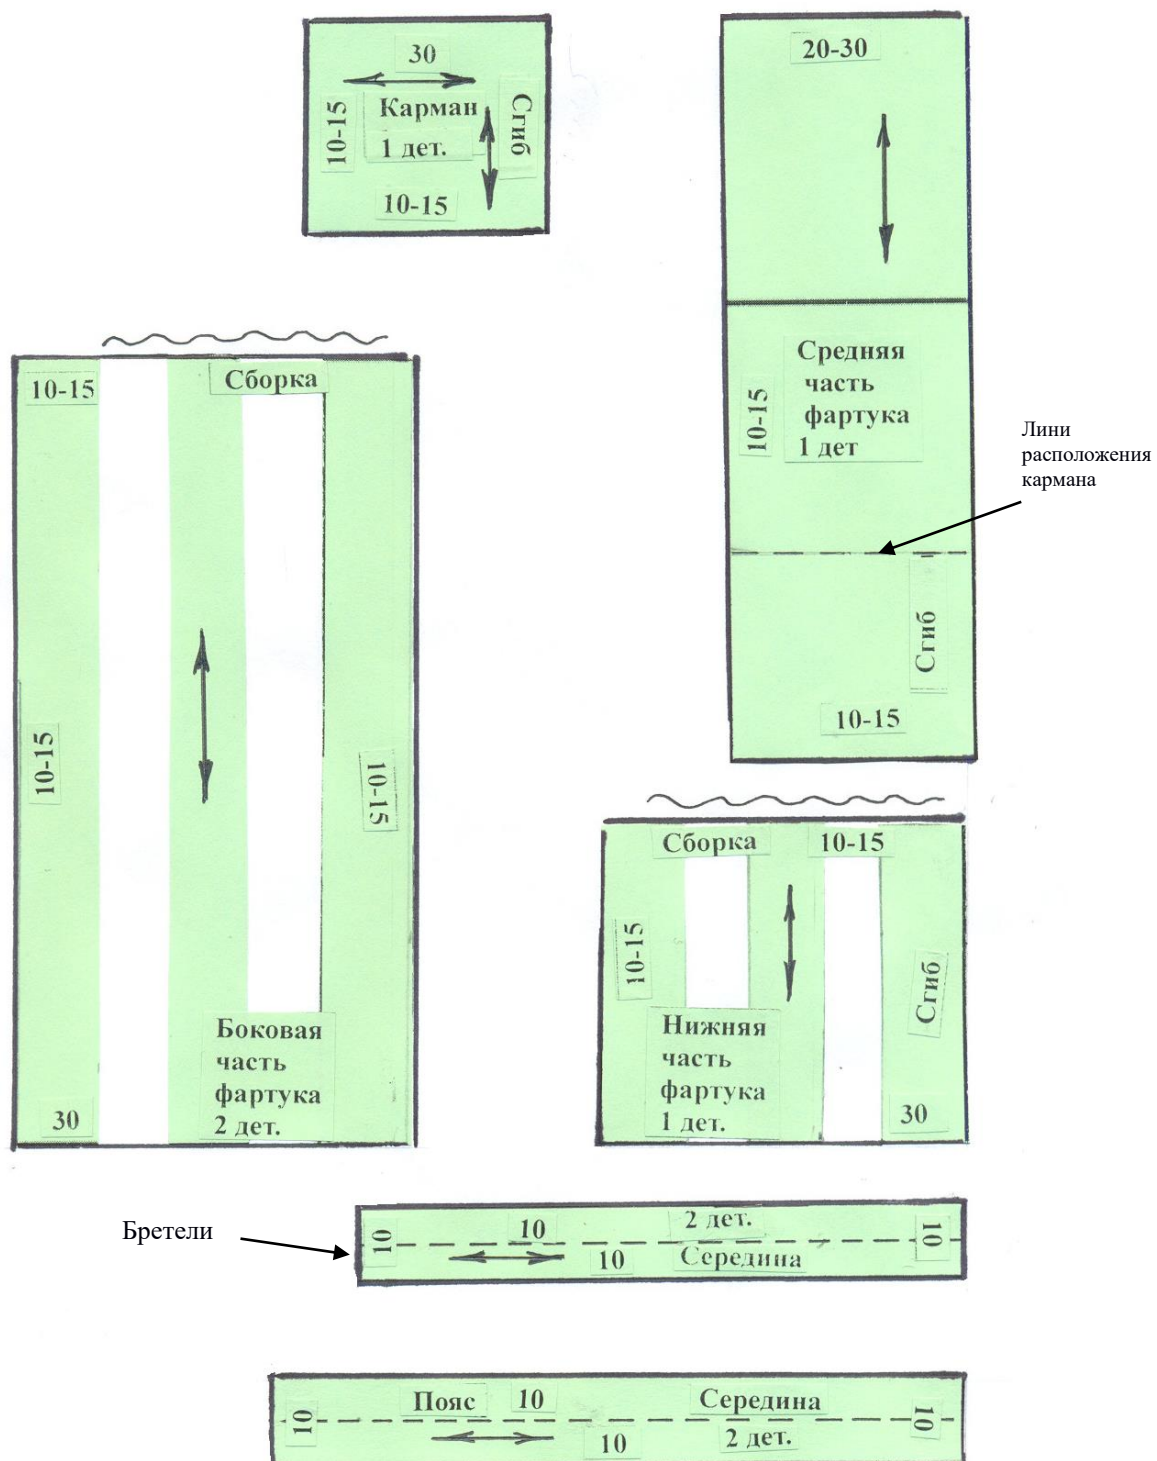 30
10-15
Карман
Сгиб
1 дет.
10-15
20-30
Средняя
часть
фартука
1 дет
10-15
Лини
расположения
кармана
Сгиб
10-15
10-15
Сборка
10-15
10-15
Боковая
часть
фартука
2 дет.
30
Сборка
10-15
10-15
Сгиб
Нижняя
часть
фартука
1 дет.
30
Бретели
10
10
2 дет.
10
10
Середина
10
Пояс
10
Середина
10
10
2 дет.